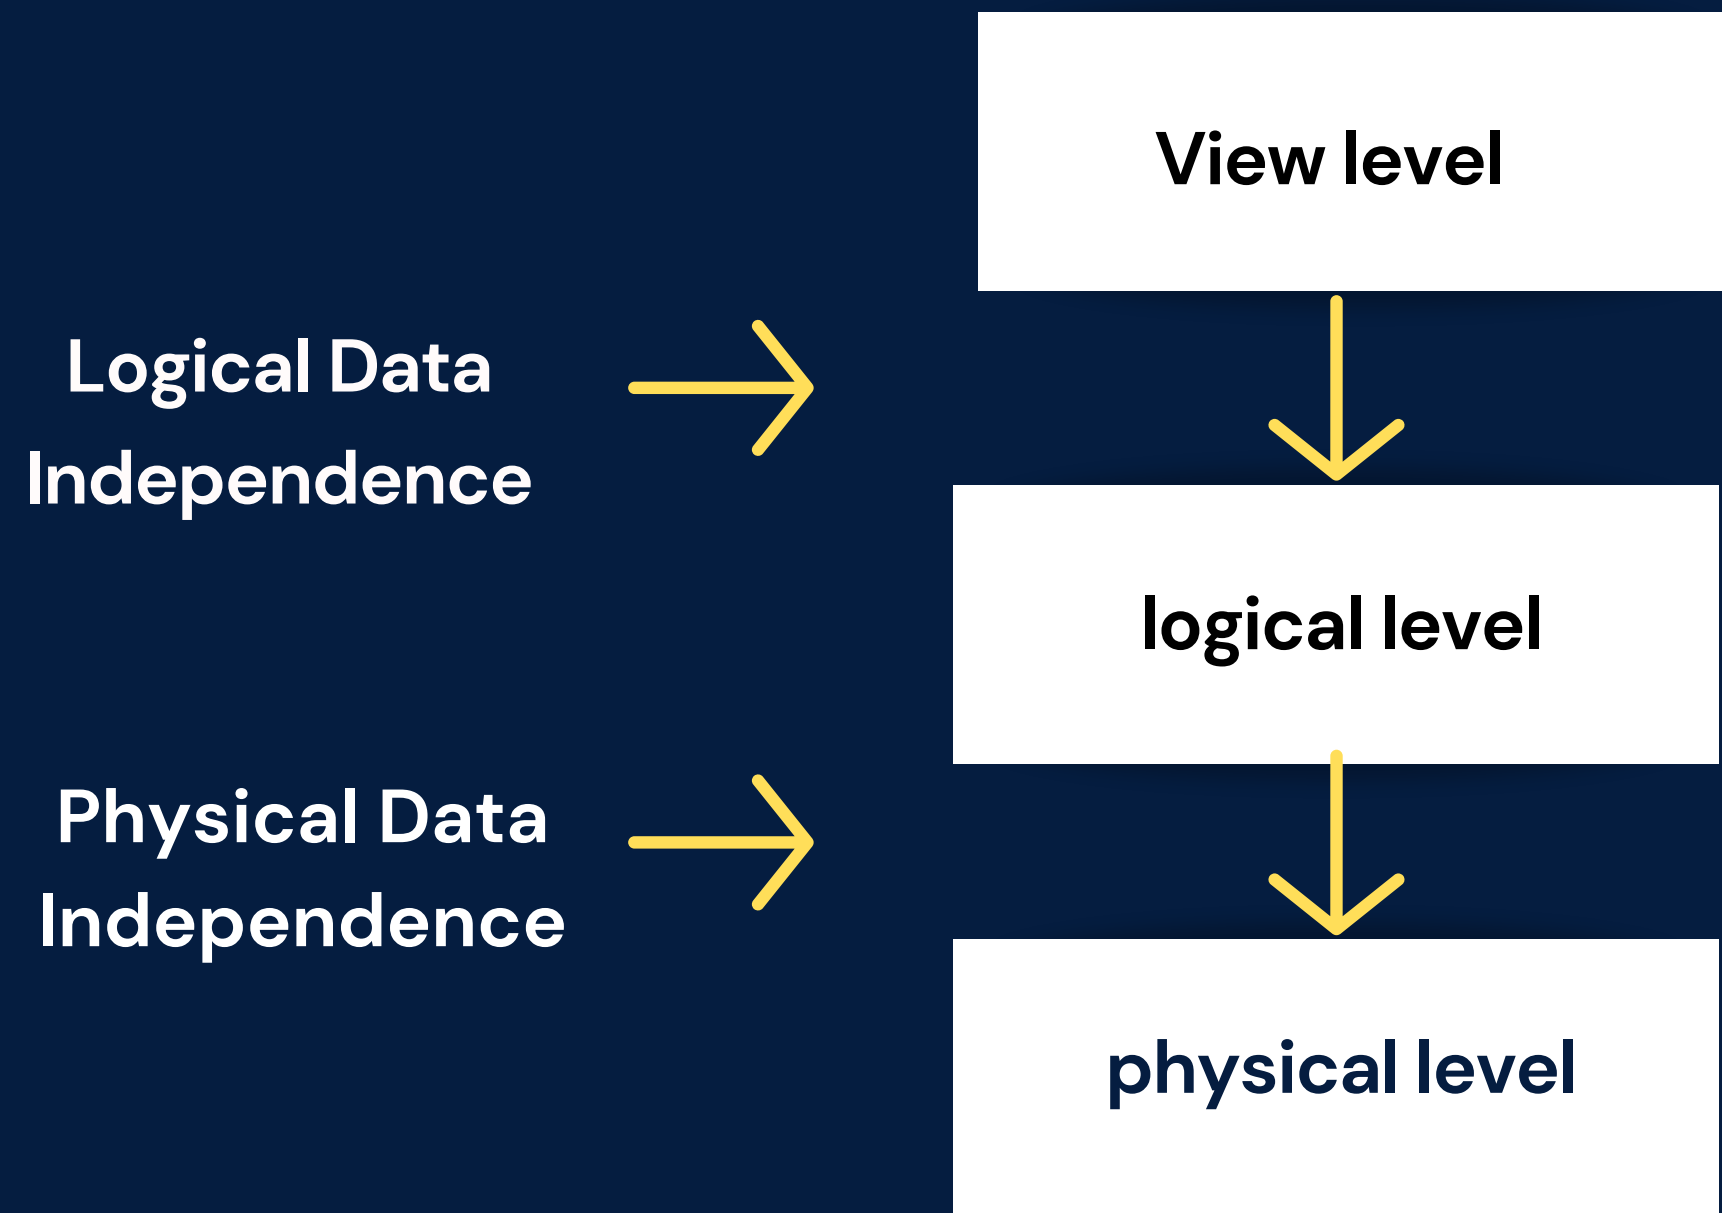 View level
Logical Data
Independence
logical level
Physical Data
Independence
physical level